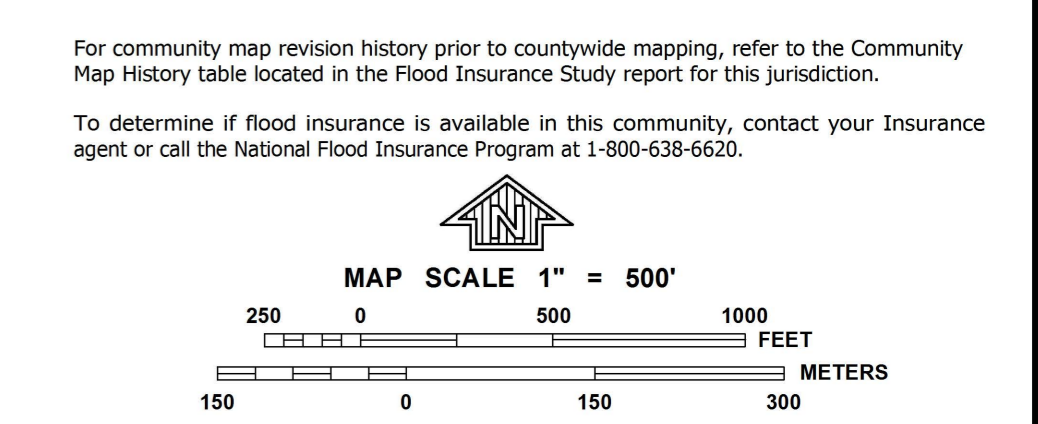 For community map revision history prior to countywide mapping, refer to the Community
Map History table located in the Flood Insurance Study report for this jurisdiction.
To determine if flood insurance is available in this community, contact your Insurance
agent or call the National Flood Insurance Program at 1-800-638-6620.
N
MAP SCALE 1" = 500'
250 0 500 1000
FEET
METERS
150 0 150 300